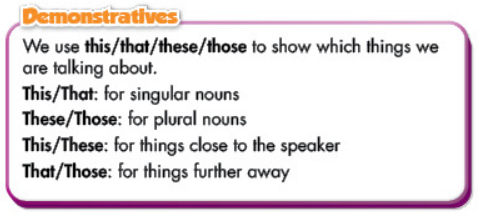 Demonstratives
We use this/that/these/those to show which things we
are talking about.
This/That: for singular nouns
These/Those: for plural nouns
This/These: for things close to the speaker
That/Those: for things further away